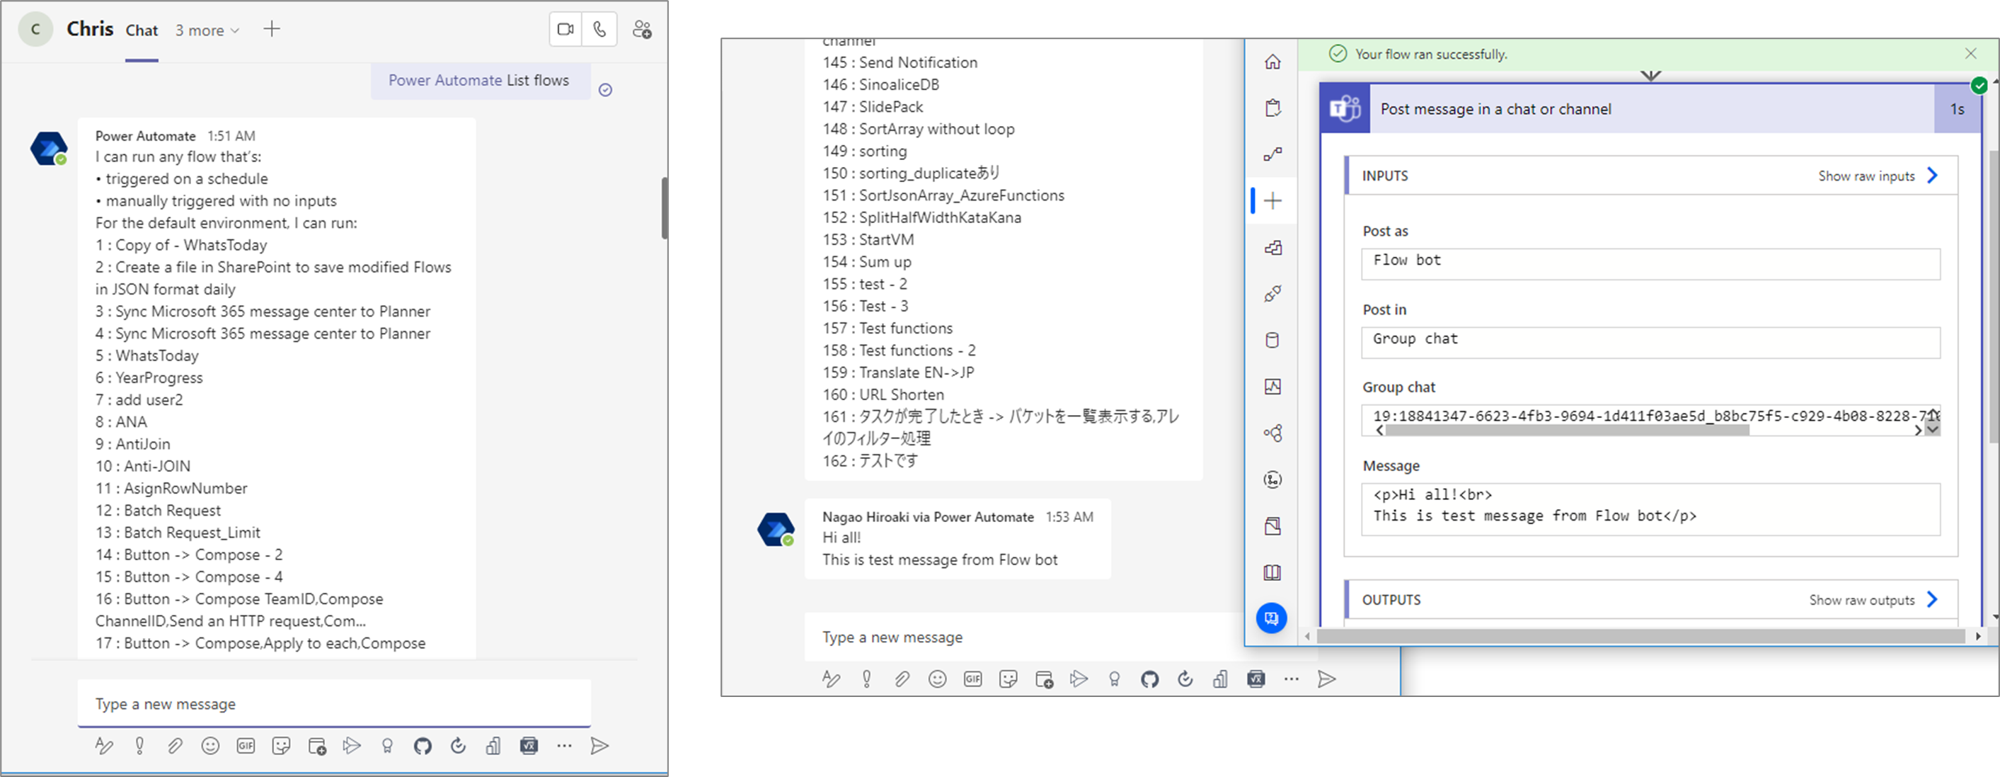 C
Chris
Chat
3 more
Power Automate List flows
Power Automate 1:51 AM
I can run any flow that's:
• triggered on a schedule
• manually triggered with no inputs
For the default environment, I can run:
1 : Copy of - WhatsToday
2 : Create a file in SharePoint to save modified Flows
in JSON format daily
3 : Sync Microsoft 365 message center to Planner
4 : Sync Microsoft 365 message center to Planner
5 : WhatsToday
6 : YearProgress
7 : add user2
8 : ANA
9 : AntiJoin
10 : Anti-JOIN
11 : AsignRowNumber
12 : Batch Request
13 : Batch Request_Limit
14 : Button -> Compose - 2
15 : Button -> Compose - 4
16 : Button -> Compose TeamID,Compose
ChannelID,Send an HTTP request,Com...
17 : Button -> Compose,Apply to each,Compose
Type a new message
GIF
channel
145 : Send Notification
146 : SinoaliceDB
147 : SlidePack
148 : SortArray without loop
149 : sorting
150 : sorting_duplicateあり
151 : SortJsonArray_AzureFunctions
152 : SplitHalfWidthKataKana
153 : StartVM
154 : Sum up
155 : test - 2
156 : Test - 3
157 : Test functions
158 : Test functions - 2
159 : Translate EN->JP
160 : URL Shorten
161 : タスクが完了したとき -> バケットを一覧表示する,アレ
イのフィルター処理
162 : テストです
Nagao Hiroaki via Power Automate 1:53 AM
Hi all!
This is test message from Flow bot
Type a new message
GIF
Your flow ran successfully.
Post message in a chat or channel
1s
INPUTS
Show raw inputs
Post as
Flow bot
Post in
Group chat
Group chat
19:18841347-6623-4fb3-9694-1d411f03ae5d_b8bc75f5-c929-4b08-8228-71
Message
<p>Hi all!<br>
This is test message from Flow bot</p>
OUTPUTS
Show raw outputs